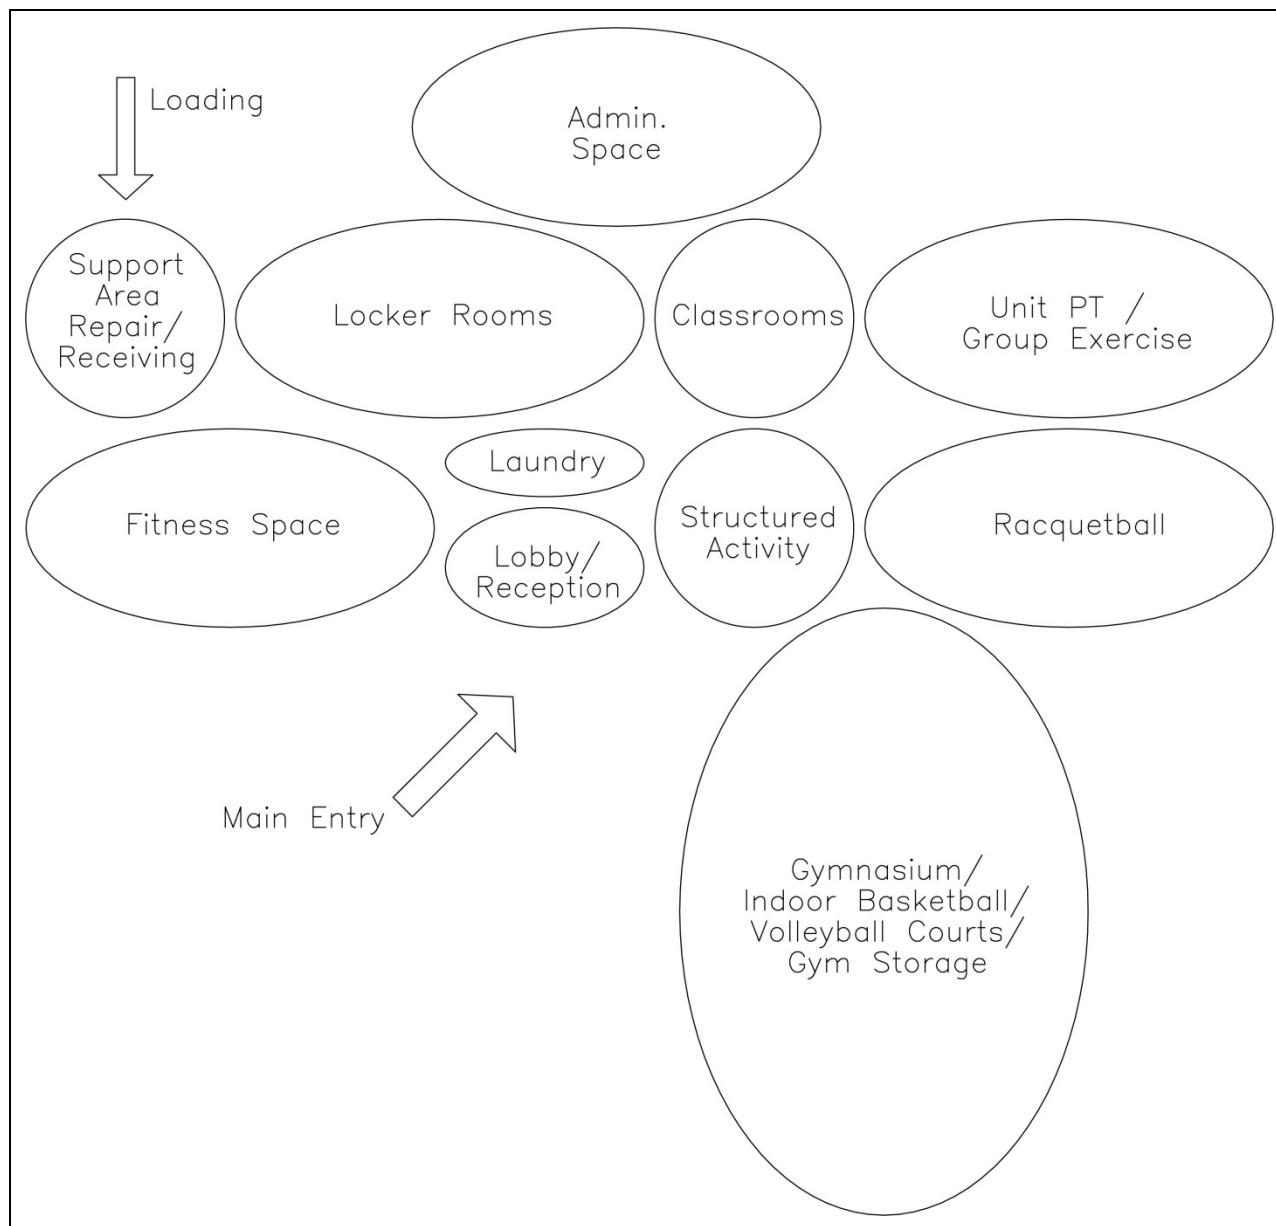 Loading
Admin.
Space
Support
Area
Repair/
Receiving
Locker Rooms
Classrooms
Unit PT /
Group Exercise
Fitness Space
Laundry
Lobby/
Reception
Structured
Activity
Racquetball
Main Entry
Gymnasium/
Indoor Basketball/
Volleyball Courts/
Gym Storage